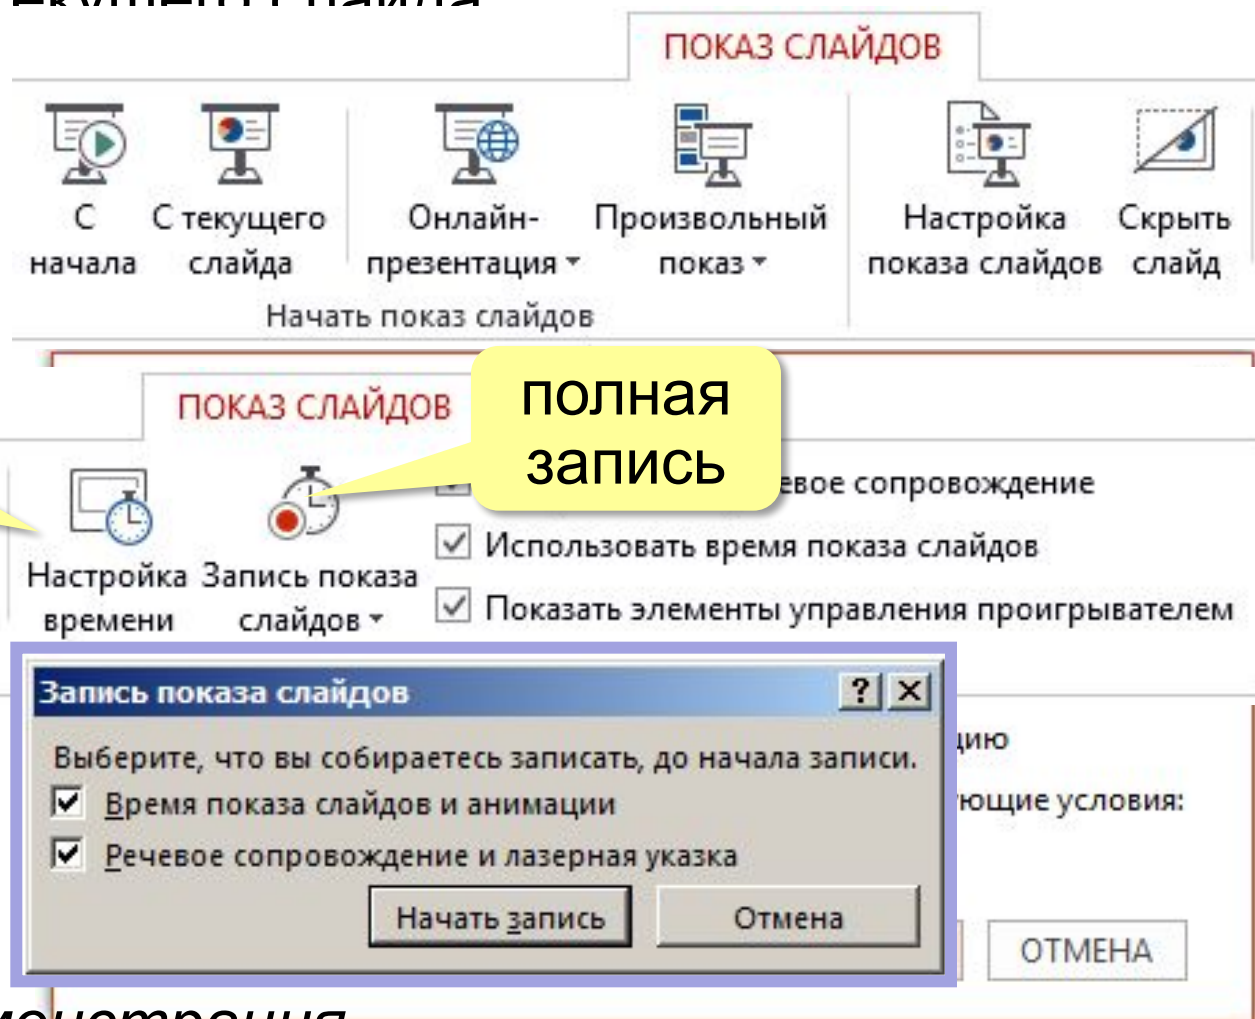 текущего слайда
ПОКАЗ СЛАЙДОВ
С начала
С текущего слайда
Онлайн-презентация
Произвольный показ
Настройка показа слайдов
Скрыть слайд
Начать показ слайдов
ПОКАЗ СЛАЙДОВ
полная
запись
евое сопровождение
Использовать время показа слайдов
Показать элементы управления проигрывателем
Настройка времени
Запись показа слайдов
Запись показа слайдов
Выберите, что вы собираетесь записать, до начала записи.
Время показа слайдов и анимации
Речевое сопровождение и лазерная указка
Начать запись
Отмена
цию
ющие условия:
ОТМЕНА
монстрация